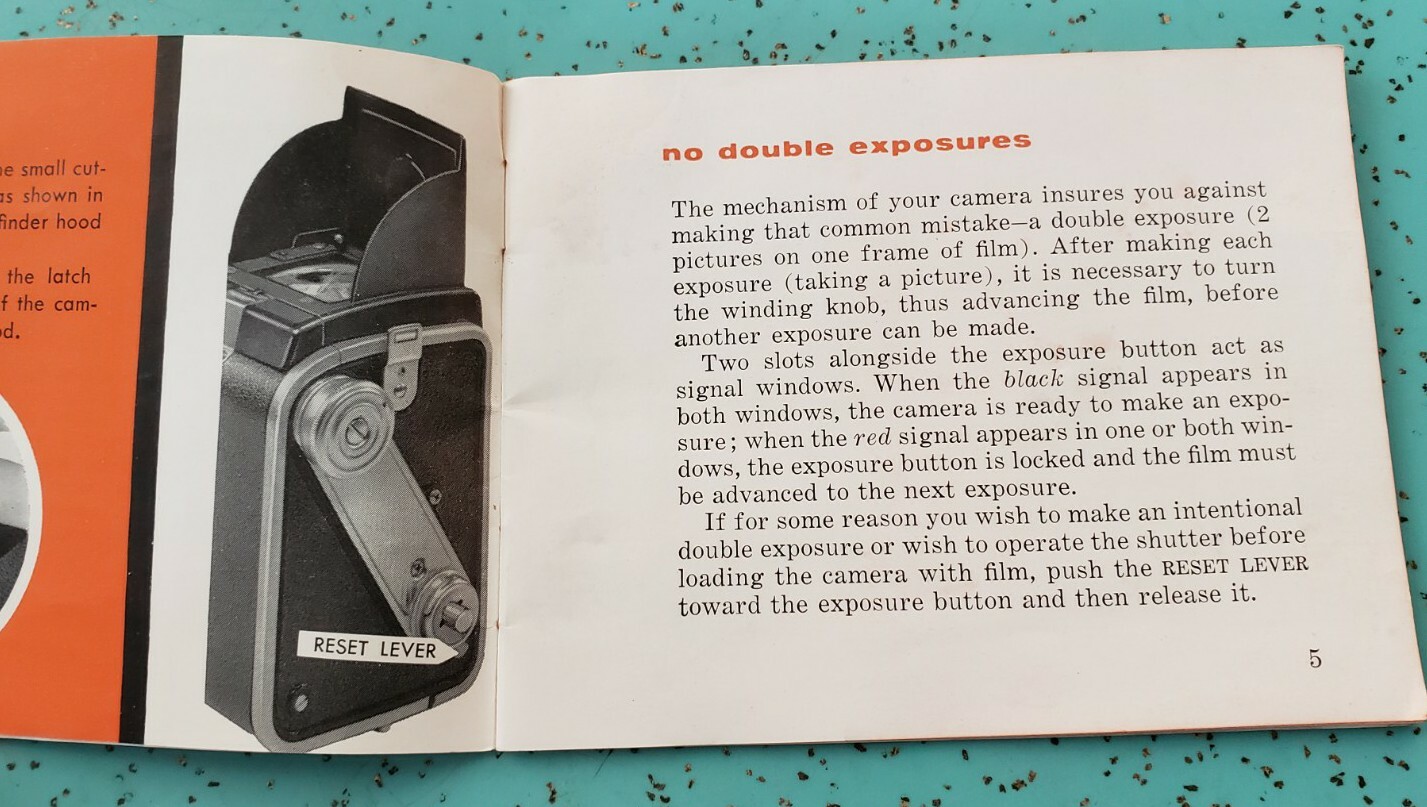 e small cut-
as shown in
finder hood
the latch
f the cam-
d.
RESET LEVER
no double exposures
The mechanism of your camera insures you against
making that common mistake—a double exposure (2
pictures on one frame of film). After making each
exposure (taking a picture), it is necessary to turn
the winding knob, thus advancing the film, before
another exposure can be made.
Two slots alongside the exposure button act as
signal windows. When the black signal appears in
both windows, the camera is ready to make an expo-
sure; when the red signal appears in one or both win-
dows, the exposure button is locked and the film must
be advanced to the next exposure.
If for some reason you wish to make an intentional
double exposure or wish to operate the shutter before
loading the camera with film, push the RESET LEVER
toward the exposure button and then release it.
5